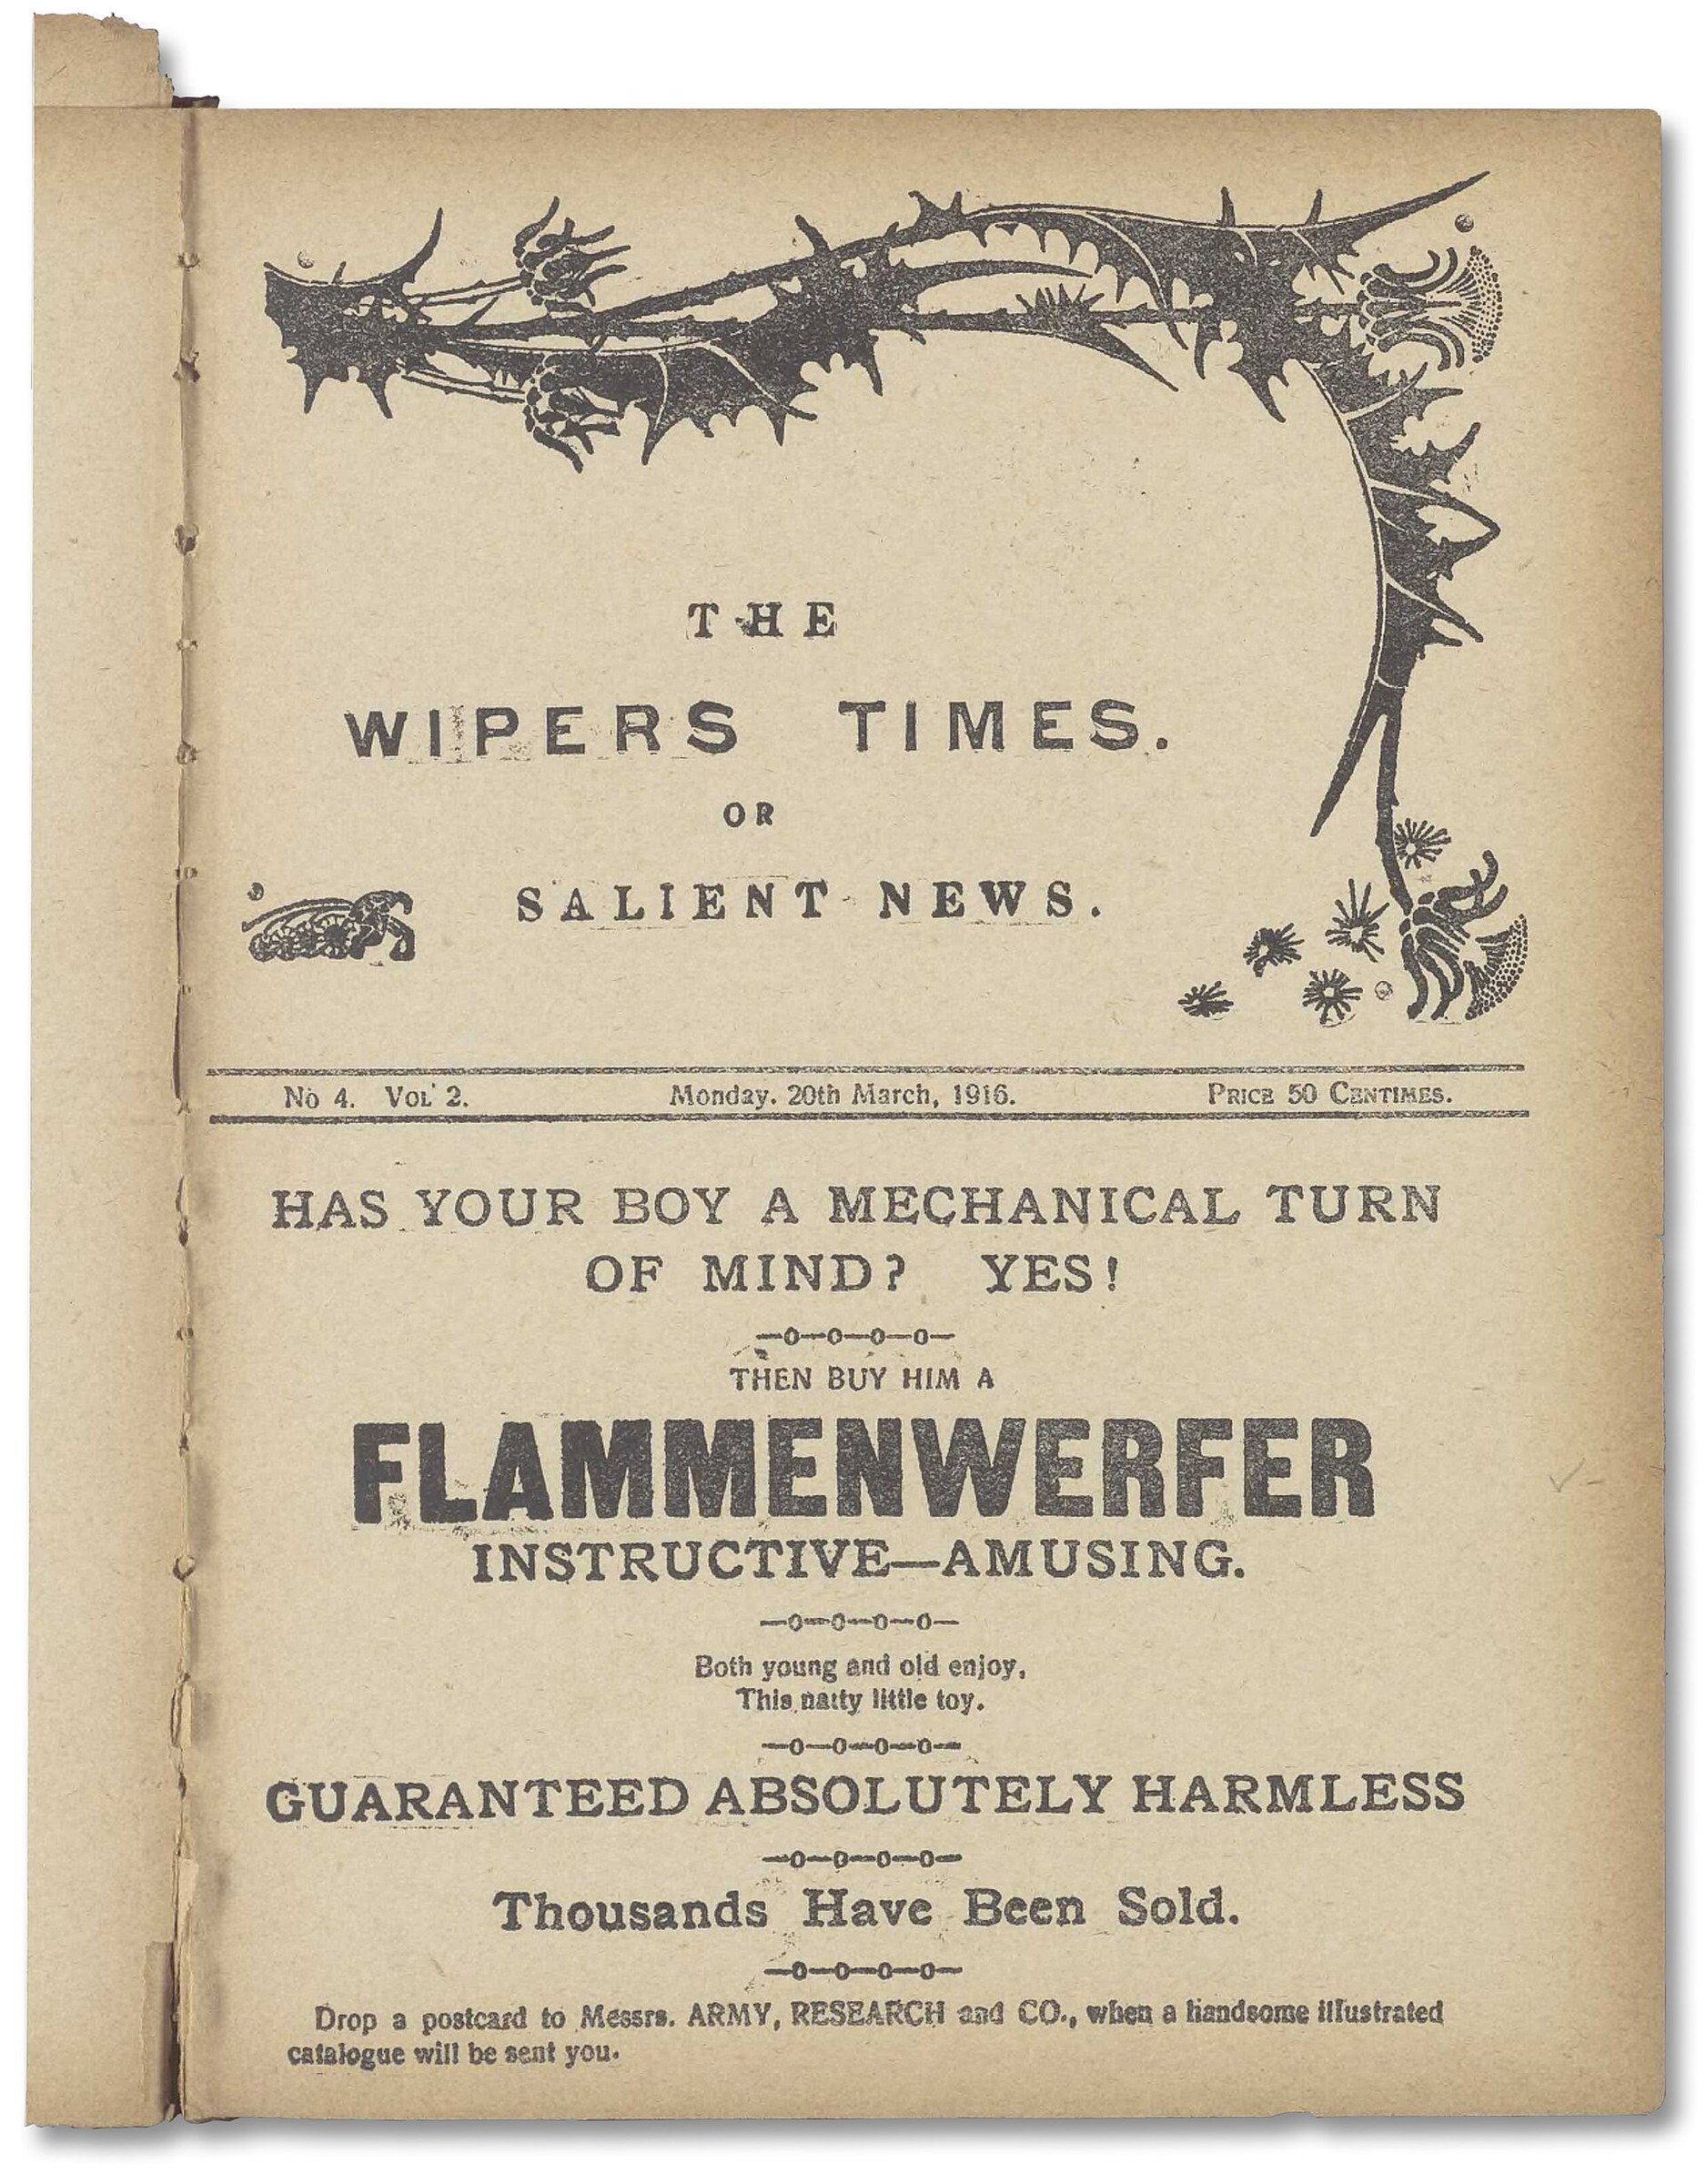 THE
WIPERS TIMES.
OR
SALIENT NEWS.
No 4. Vol 2. Monday. 20th March, 1916. Price 50 Centimes.
HAS YOUR BOY A MECHANICAL TURN
OF MIND? YES!
—0—0—0—0—
THEN BUY HIM A
FLAMMENWERFER
INSTRUCTIVE—AMUSING.
—0—0—0—0—
Both young and old enjoy,
This natty little toy.
—0—0—0—0—
GUARANTEED ABSOLUTELY HARMLESS
—0—0—0—0—
Thousands Have Been Sold.
—0—0—0—0—
Drop a postcard to Messrs. ARMY, RESEARCH and CO., when a handsome illustrated
catalogue will be sent you.